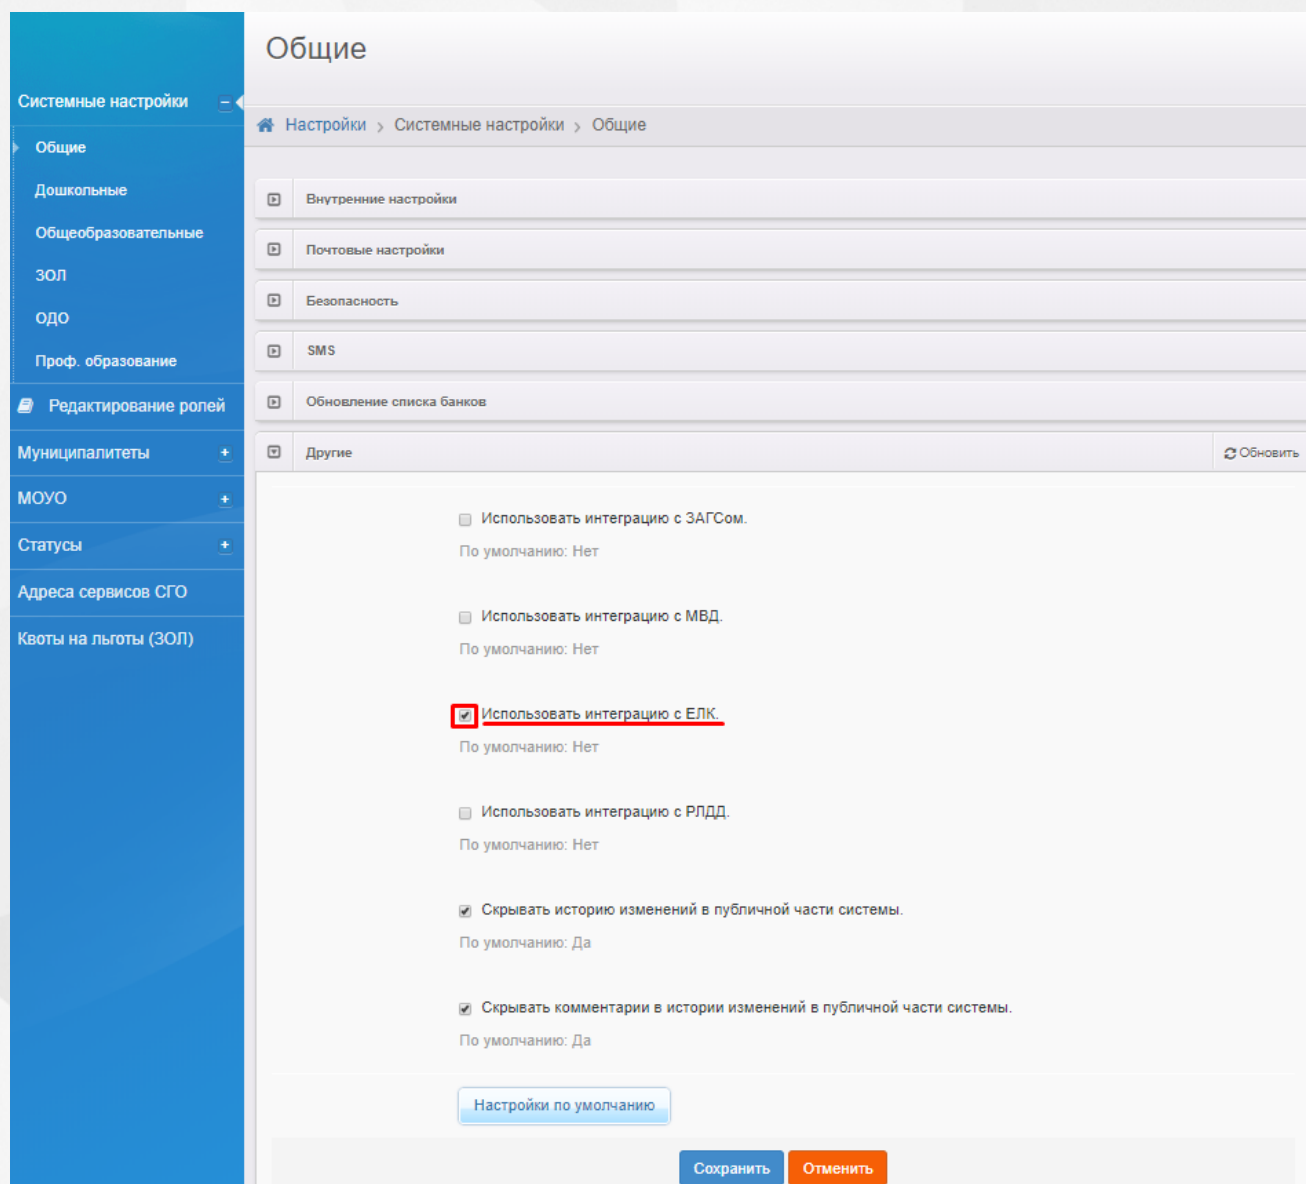 Общие
Системные настройки
Настройки > Системные настройки > Общие
Общие
Дошкольные
Общеобразовательные
ЗОЛ
ОДО
Проф. образование
Редактирование ролей
Муниципалитеты
МОУО
Статусы
Адреса сервисов СГО
Квоты на льготы (ЗОЛ)
Внутренние настройки
Почтовые настройки
Безопасность
SMS
Обновление списка банков
Другие
Обновить
Использовать интеграцию с ЗАГСом.
По умолчанию: Нет
Использовать интеграцию с МВД.
По умолчанию: Нет
Использовать интеграцию с ЕЛК.
По умолчанию: Нет
Использовать интеграцию с РЛДД.
По умолчанию: Нет
Скрывать историю изменений в публичной части системы.
По умолчанию: Да
Скрывать комментарии в истории изменений в публичной части системы.
По умолчанию: Да
Настройки по умолчанию
Сохранить
Отменить